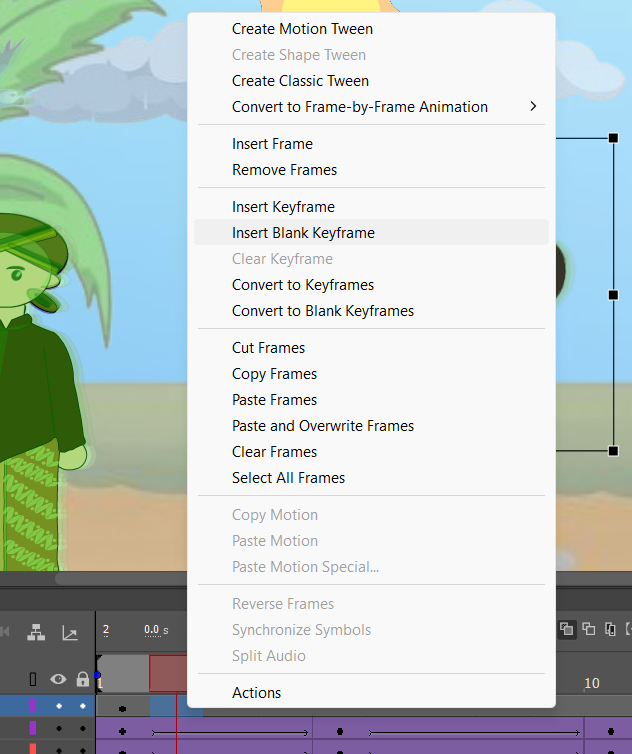 Create Motion Tween
Create Shape Tween
Create Classic Tween
Convert to Frame-by-Frame Animation
Insert Frame
Remove Frames
Insert Keyframe
Insert Blank Keyframe
Clear Keyframe
Convert to Keyframes
Convert to Blank Keyframes
Cut Frames
Copy Frames
Paste Frames
Paste and Overwrite Frames
Clear Frames
Select All Frames
Copy Motion
Paste Motion
Paste Motion Special...
Reverse Frames
Synchronize Symbols
Split Audio
Actions
2 0.0 s
1 10